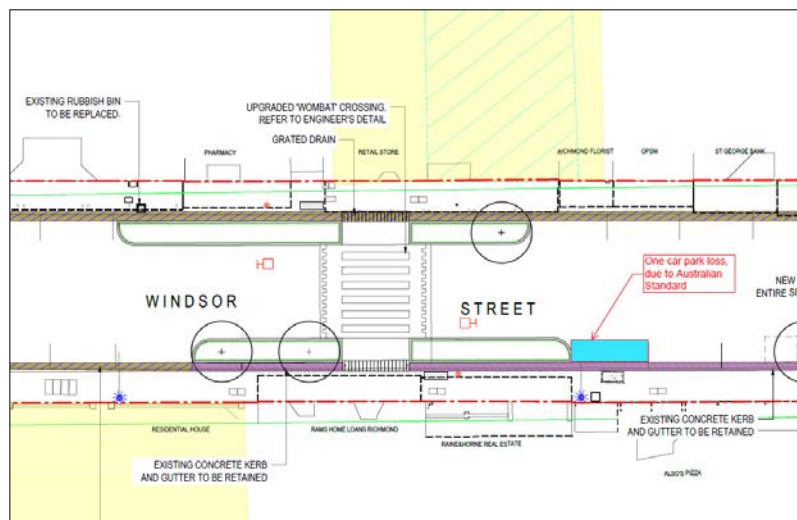 EXISTING RUBBISH BIN
TO BE REPLACED.
UPGRADED 'WOMBAT' CROSSING.
REFER TO ENGINEER'S DETAIL
GRATED DRAIN
PHARMACY
RETAIL STORE
RICHMOND FLORIST
OPSM
ST GEORGE BANK
One car park loss,
due to Australian
Standard
NEW
ENTIRE S
WINDSOR
STREET
RESIDENTIAL HOUSE
RAMS HOME LOANS RICHMOND
RAINE&HORNE REAL ESTATE
EXISTING CONCRETE KERB
AND GUTTER TO BE RETAINED
EXISTING CONCRETE KERB
AND GUTTER TO BE RETAINED
ALDO'S PIZZA